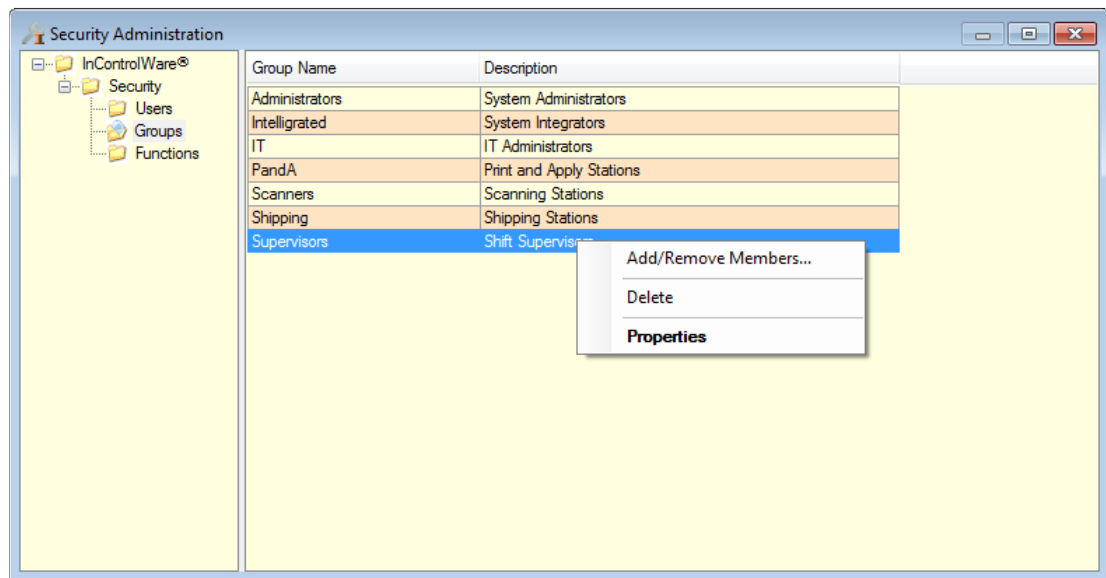 Security Administration
InControlWare®
Security
Users
Groups
Functions
Group Name Description
Administrators System Administrators
Intelligrated System Integrators
IT IT Administrators
PandA Print and Apply Stations
Scanners Scanning Stations
Shipping Shipping Stations
Supervisors Shift
Add/Remove Members...
Delete
Properties